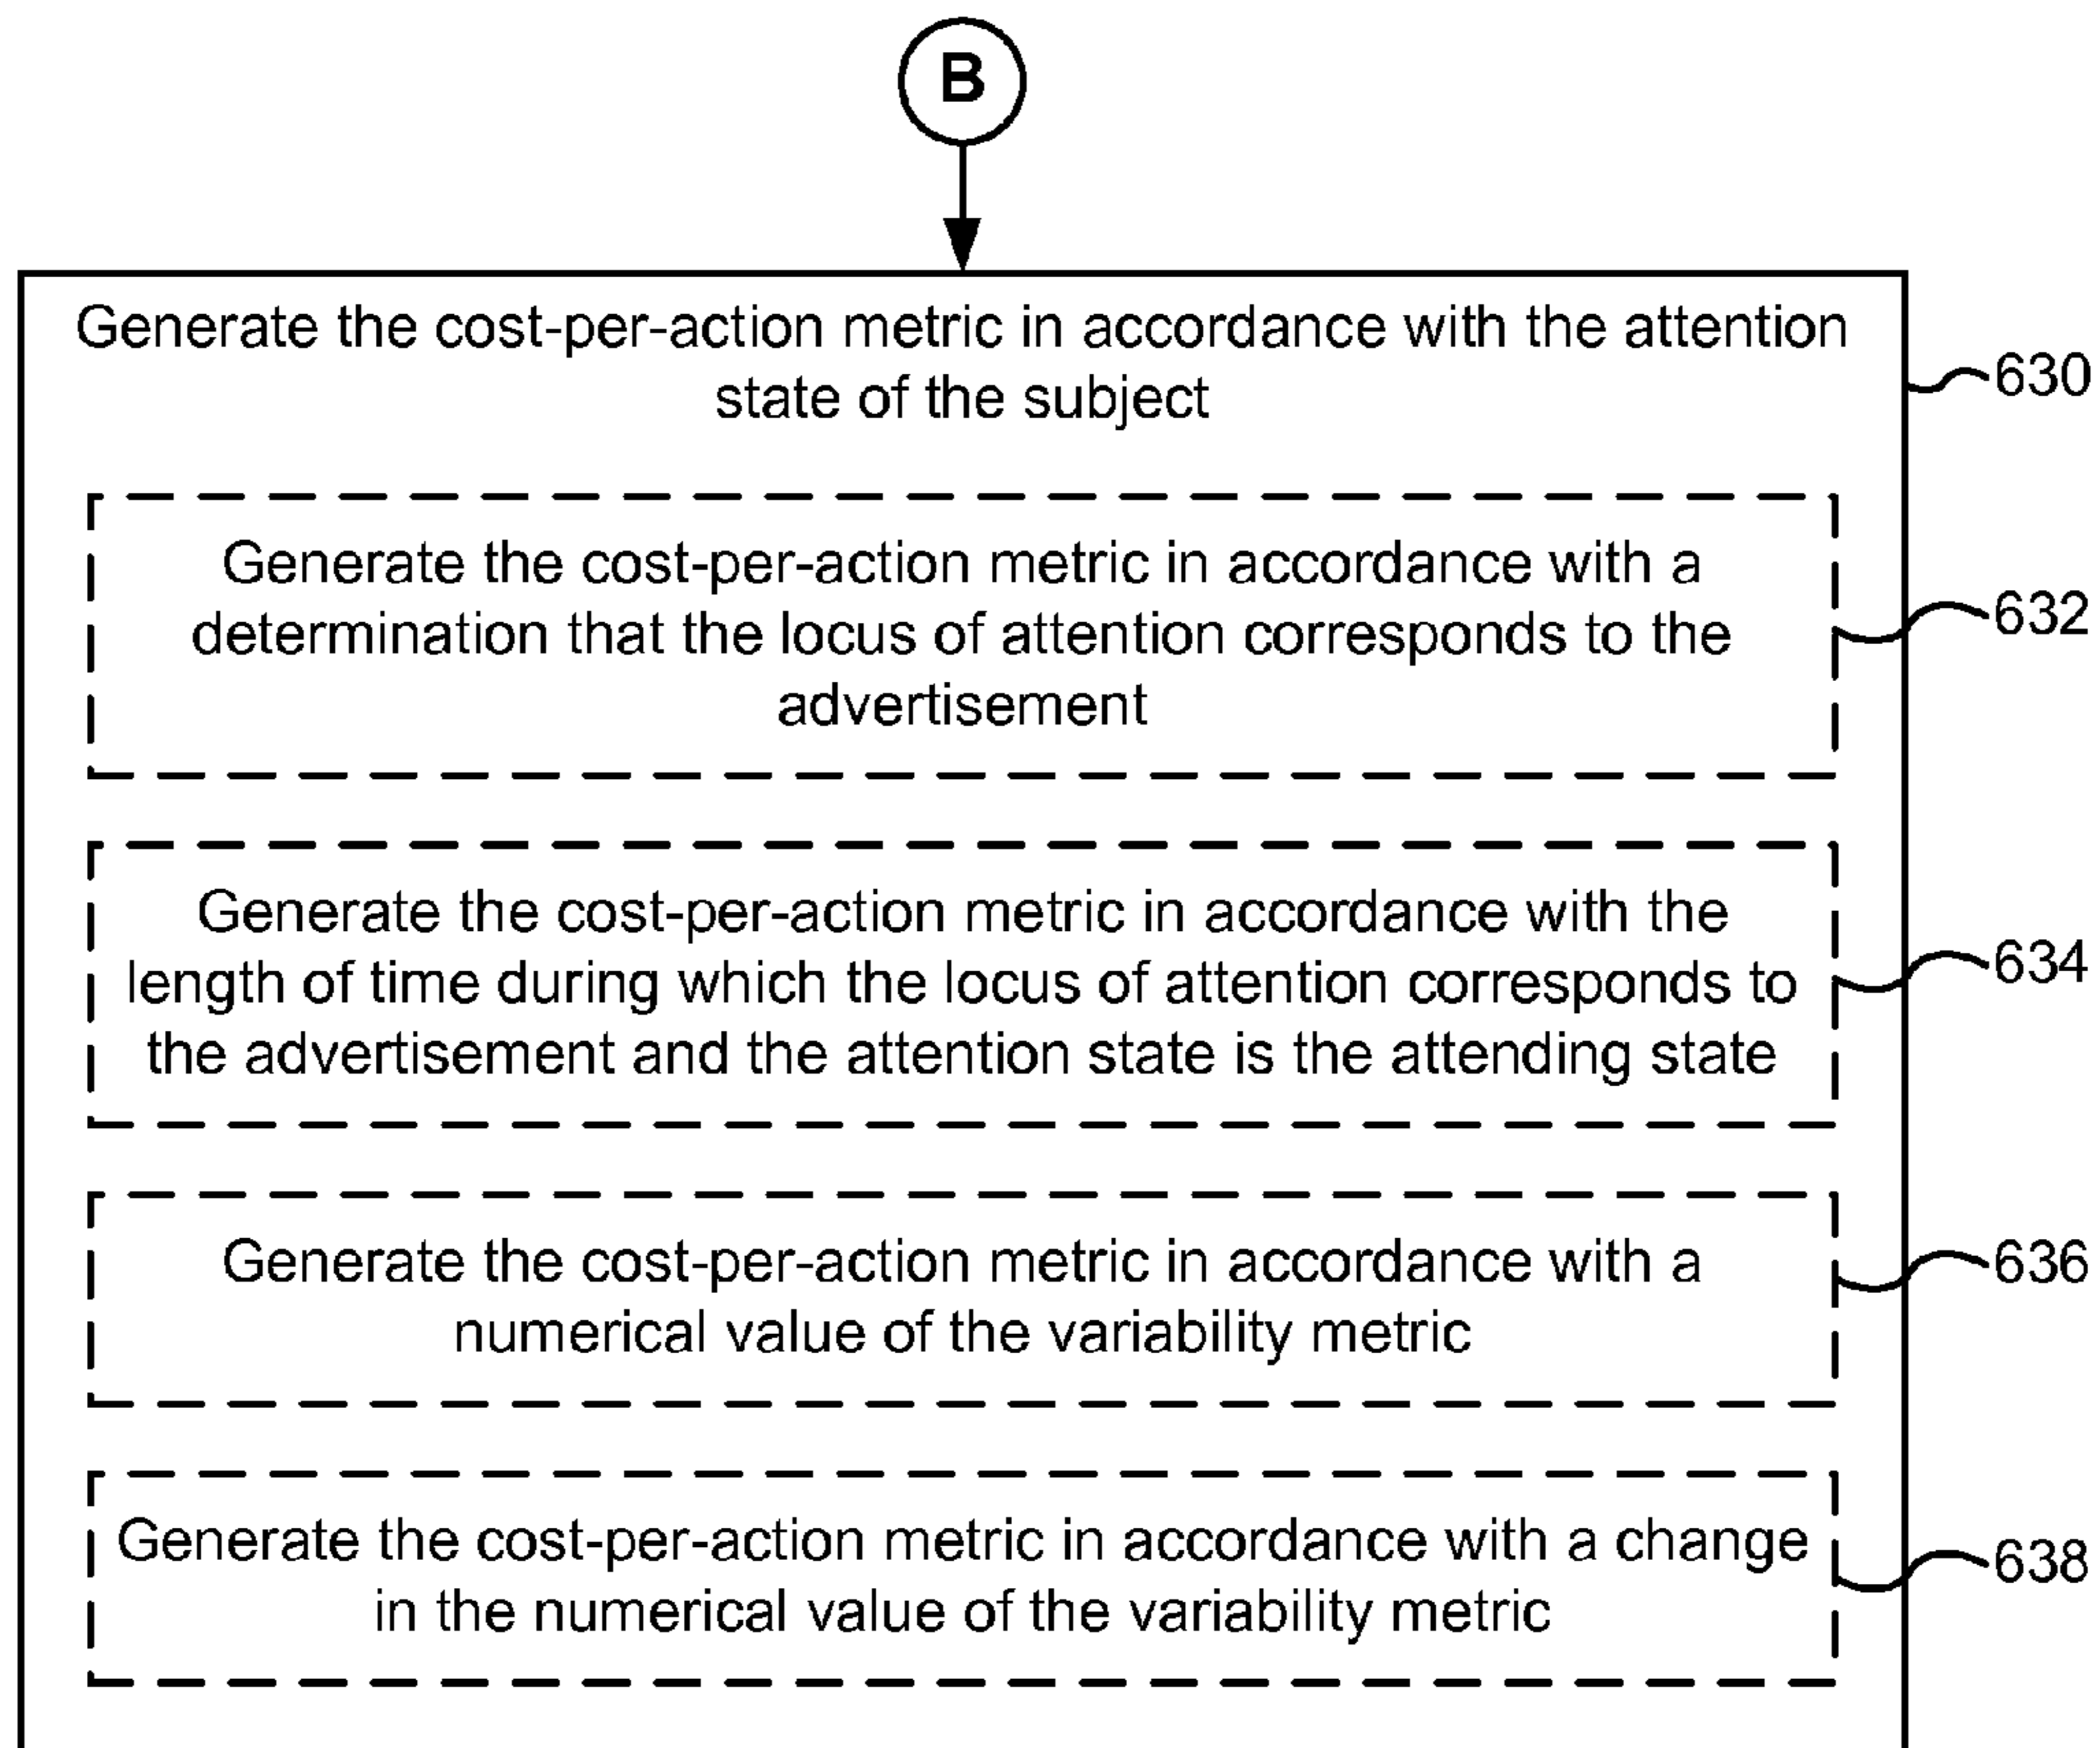 B
Generate the cost-per-action metric in accordance with the attention
state of the subject
630
Generate the cost-per-action metric in accordance with a
determination that the locus of attention corresponds to the
advertisement
632
Generate the cost-per-action metric in accordance with the
length of time during which the locus of attention corresponds to
the advertisement and the attention state is the attending state
634
Generate the cost-per-action metric in accordance with a
numerical value of the variability metric
636
Generate the cost-per-action metric in accordance with a change
in the numerical value of the variability metric
638